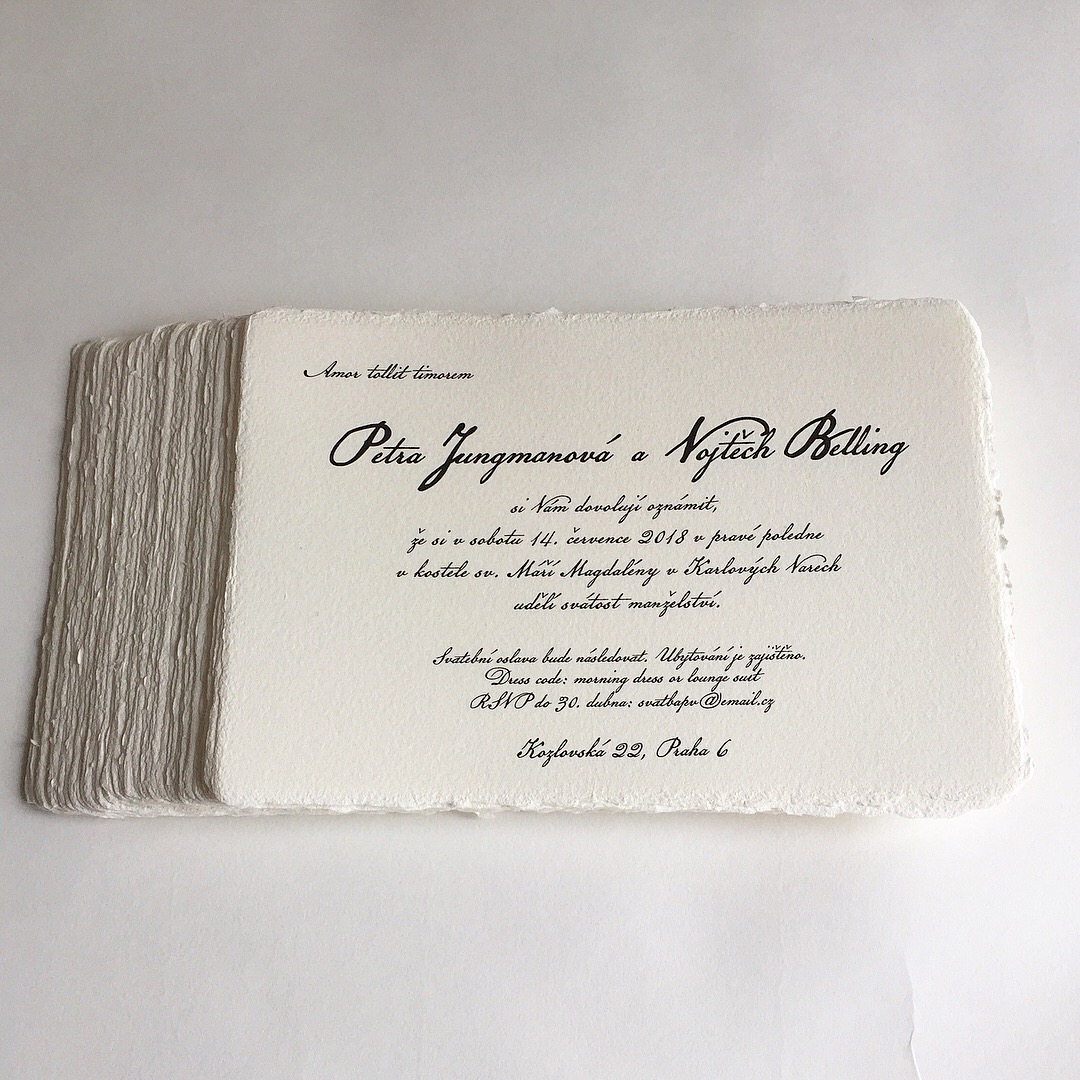 Amor tollit timorem
Petra Jungmanová a Vojtěch Belling
si Vám dovolují oznámit,
že si v sobotu 14. července 2018 v pravé poledne
v kostele sv. Máří Magdalény v Karlových Varech
udělí svátost manželství.
Svatební oslava bude následovat. Ubytování je zajištěno.
Dress code: morning dress or lounge suit
RSVP do 30. dubna: svatbapv@email.cz
Kozlovská 22, Praha 6